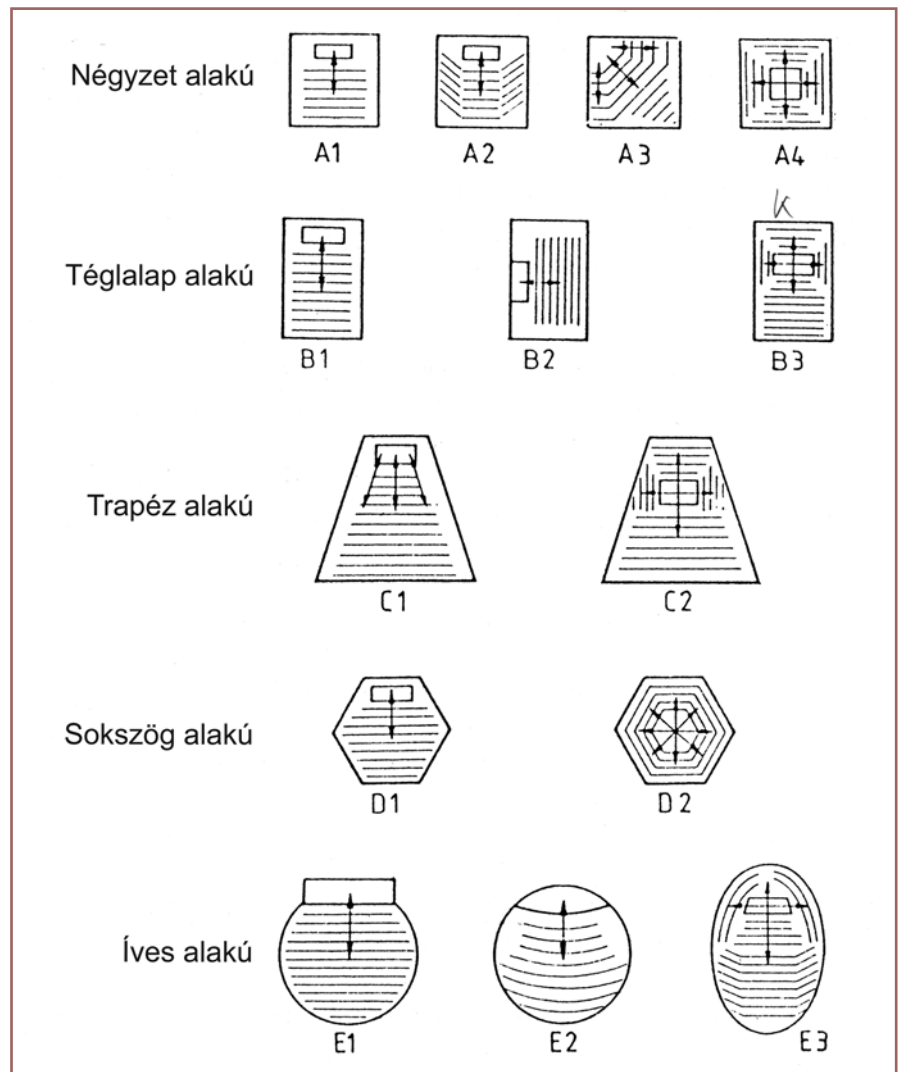 Négyzet alakú
A1 A2 A3 A4
K
Téglalap alakú
B1 B2 B3
Trapéz alakú
C1 C2
Sokszög alakú
D1 D2
Íves alakú
E1 E2 E3